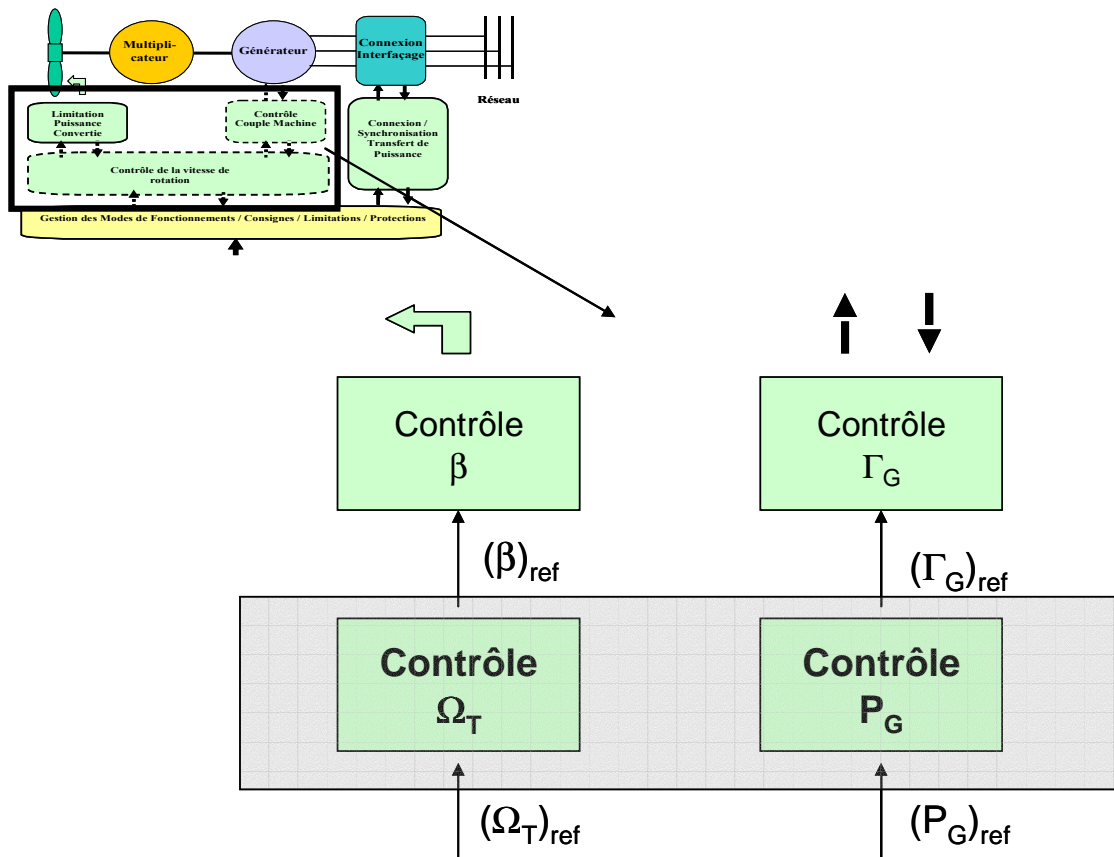 Multipli-
cateur
Générateur
Connexion
Interfaçage
Réseau
Limitation
Puissance
Convertie
Contrôle
Couple Machine
Connexion /
Synchronisation
Transfert de
Puissance
Contrôle de la vitesse de
rotation
Gestion des Modes de Fonctionnements / Consignes / Limitations / Protections
Contrôle
β
Contrôle
Γ_G
(β)_ref
(Γ_G)_ref
Contrôle
Ω_T
Contrôle
P_G
(Ω_T)_ref
(P_G)_ref